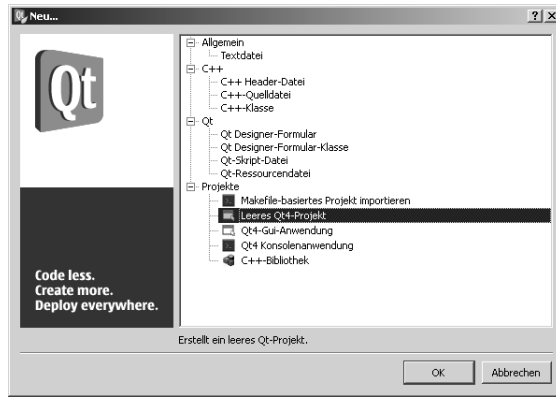 Neu...
Qt
Code less.
Create more.
Deploy everywhere.
Allgemein
Textdatei
C++
C++ Header-Datei
C++-Quelldatei
C++-Klasse
Qt
Qt Designer-Formular
Qt Designer-Formular-Klasse
Qt-Skript-Datei
Qt-Ressourcendatei
Projekte
Makefile-basiertes Projekt importieren
Leeres Qt4-Projekt
Qt4-Gui-Anwendung
Qt4 Konsolenanwendung
C++-Bibliothek
Erstellt ein leeres Qt-Projekt.
OK
Abbrechen